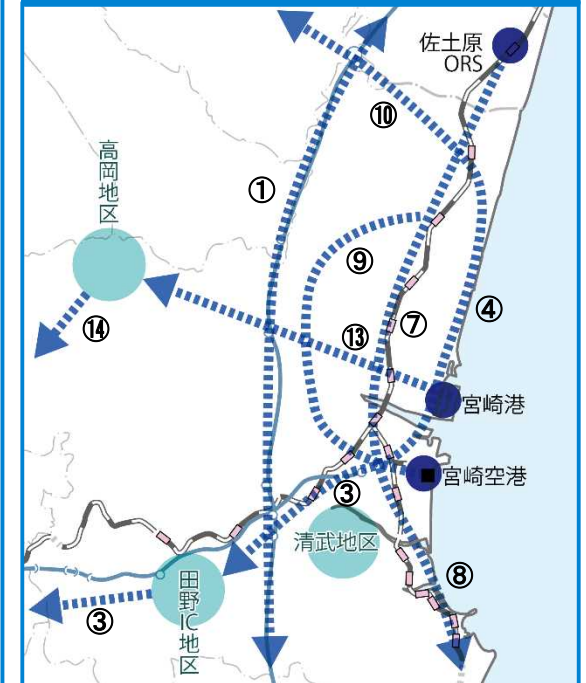 佐土原
ORS
⑩
高岡地区
①
⑨
④
⑬
⑦
⑭
宮崎港
宮崎空港
③
清武地区
⑧
田野IC地区
③